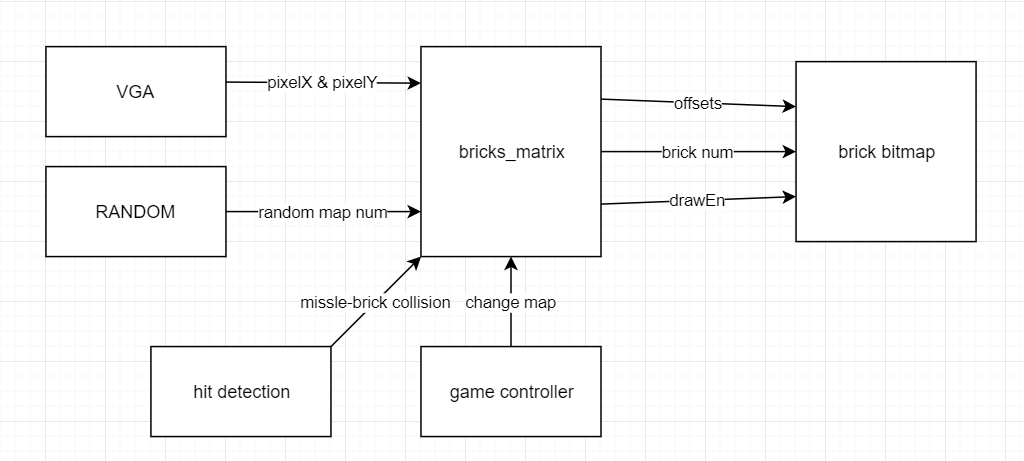 VGA
pixelX & pixelY
RANDOM
random map num
bricks_matrix
offsets
brick num
drawEn
brick bitmap
missle-brick collision
change map
hit detection
game controller